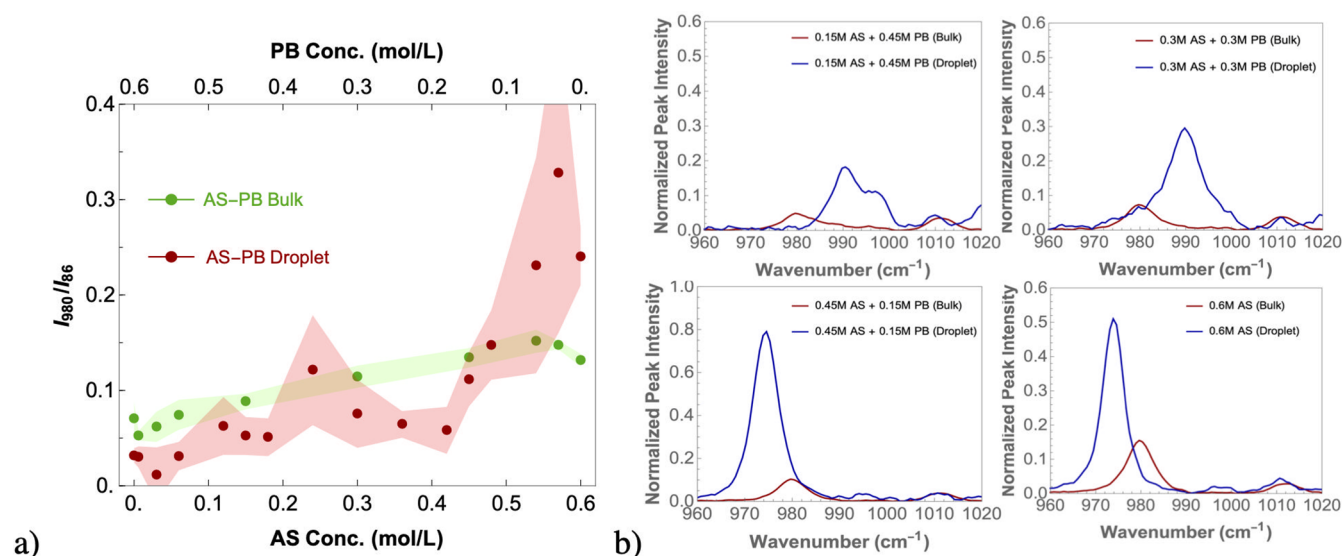 PB Conc. (mol/L)
0.6 0.5 0.4 0.3 0.2 0.1 0.
0.4
0.3
0.2
0.1
0.0
I980/I86
AS–PB Bulk
AS–PB Droplet
0. 0.1 0.2 0.3 0.4 0.5 0.6
AS Conc. (mol/L)
a)
0.6
0.5
0.4
0.3
0.2
0.1
0.0
Normalized Peak Intensity
0.15M AS + 0.45M PB (Bulk)
0.15M AS + 0.45M PB (Droplet)
960 970 980 990 1000 1010 1020
Wavenumber (cm⁻¹)
0.6
0.5
0.4
0.3
0.2
0.1
0.0
Normalized Peak Intensity
0.3M AS + 0.3M PB (Bulk)
0.3M AS + 0.3M PB (Droplet)
960 970 980 990 1000 1010 1020
Wavenumber (cm⁻¹)
1.0
0.8
0.6
0.4
0.2
0.0
Normalized Peak Intensity
0.45M AS + 0.15M PB (Bulk)
0.45M AS + 0.15M PB (Droplet)
960 970 980 990 1000 1010 1020
Wavenumber (cm⁻¹)
0.6
0.5
0.4
0.3
0.2
0.1
0.0
Normalized Peak Intensity
0.6M AS (Bulk)
0.6M AS (Droplet)
960 970 980 990 1000 1010 1020
Wavenumber (cm⁻¹)
b)